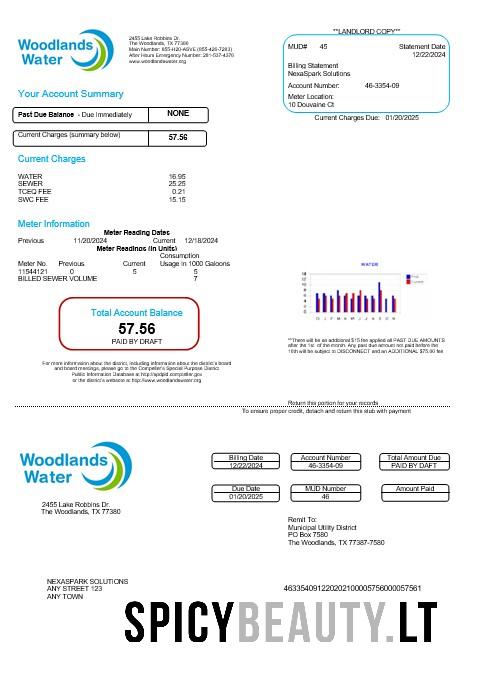 Woodlands
Water
2455 Lake Robbins Dr.
The Woodlands, TX 77380
Main Number: 855-H2O-ASVE (855-426-7283)
After Hours Emergency Number: 281-537-4370
www.woodlandswater.org
**LANDLORD COPY**
MUD# 45 Statement Date
12/22/2024
Billing Statement
NexaSpark Solutions
Account Number: 46-3354-09
Meter Location:
10 Douvaine Ct
Current Charges Due: 01/20/2025
Your Account Summary
Past Due Balance - Due Immediately NONE
Current Charges (summary below) 57.56
Current Charges
WATER 16.95
SEWER 25.25
TCEQ FEE 0.21
SWC FEE 15.15
Meter Information
Meter Reading Dates
Previous 11/20/2024 Current 12/18/2024
Meter Readings (In Units)
Consumption
Meter No. Previous Current Usage In 1000 Galoons
11544121 0 5 5
BILLED SEWER VOLUME 7
WATER
Total Account Balance
57.56
PAID BY DRAFT
**There will be an additional $15 fee applied all PAST DUE AMOUNTS
after the 1st of the month. Any past due amount not paid before the
16th will be subject to DISCONNECT and an ADDITIONAL $75.00 fee
For more information about the district, including information about the district's board
and board meetings, please go to the Comptroller's Special Purpose District
Public Information Database at http://spdpid.comptroller.gov
or the district's website at http://www.woodlandswater.org
Return this portion for your records
To ensure proper credit, detach and return this stub with payment
Woodlands
Water
2455 Lake Robins Dr.
The Woodlands, TX 77380
Billing Date Account Number Total Amount Due
12/22/2024 46-3354-09 PAID BY DAFT
Due Date MUD Number Amount Paid
01/20/2025 46
Remit To:
Municipal Utility District
PO Box 7580
The Woodlands, TX 77387-7580
NEXASPARK SOLUTIONS
ANY STREET 123
ANY TOWN
46335409122020210005756000057561
SPICYBEAUTY.LT